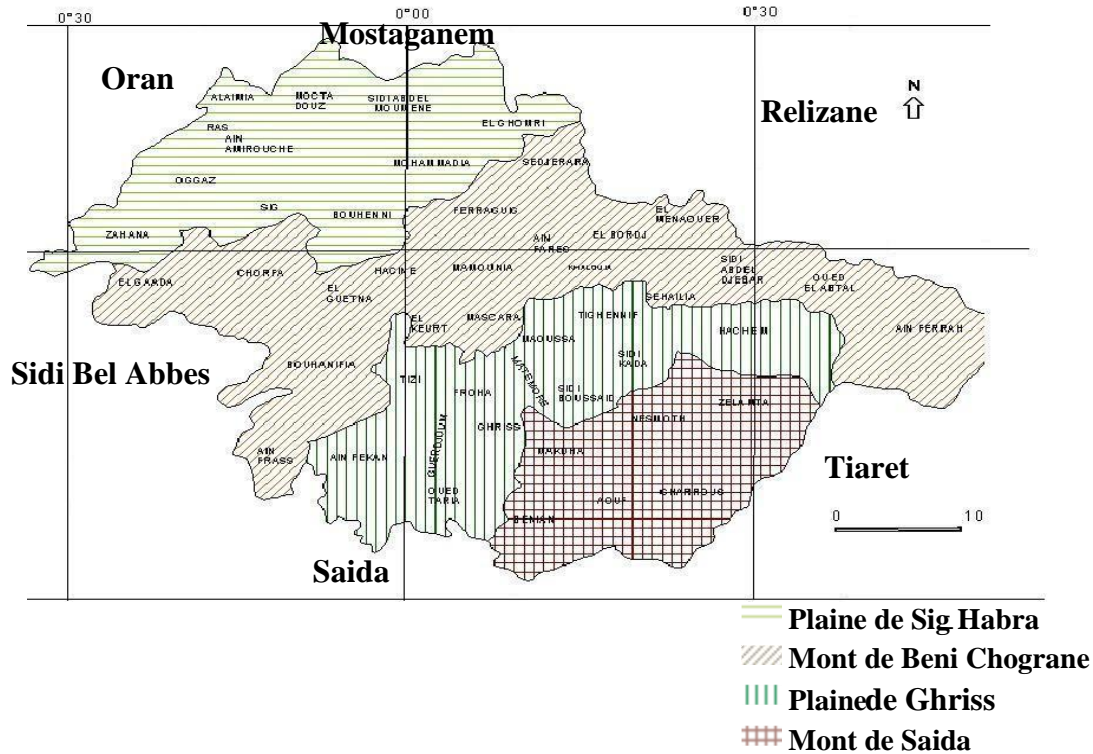 0°30
0°00
0°30
Mostaganem
Oran
Relizane
N
ALAIMIA
MOCTA
DOUZ
SIDI ABDEL
MOUMENE
EL GHOMRI
RAS
AIN
AMIROUCHE
MOHAMMADIA
SEDJERARA
OGGAZ
SIG
BOUHENNI
FERRAGUIG
EL
MENAOUER
ZAHANA
AIN
FARES
EL BORDJ
ELGAADA
CHORFA
HACINE
MAMOUNIA
KHALOUIA
SIDI
ABDEL
DJEBAR
OUED
EL ABTAL
EL
GUETNA
SEHAILIA
EL
KEURT
MASCARA
TIGHENNIF
HACHEM
AIN FERRAH
MAOUSSA
Sidi Bel Abbes
BOUHANIFIA
TIZI
FROHA
MATEMORE
SIDI
KADA
SIDI
BOUSSAID
ZELAMTA
NESMOTH
GHRISS
GUERDJOUM
AIN
FRASS
AIN FEKAN
MAKDHA
Tiaret
OUED
TARIA
AOUF
CHARROUS
BENIAN
0
10
Saida
Plaine de Sig Habra
Mont de Beni Chograne
Plainede Ghriss
Mont de Saida